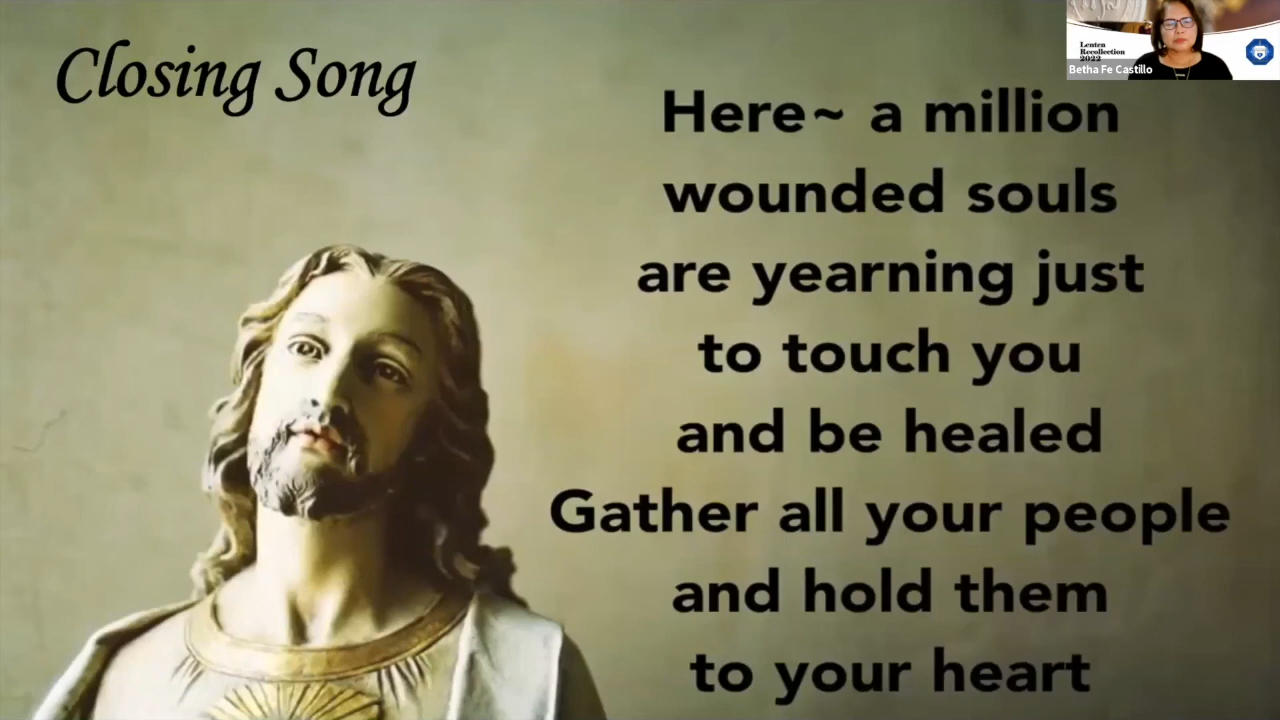 Closing Song
Lenten
Recollection
2022
Betha Fe Castillo
Here~ a million
wounded souls
are yearning just
to touch you
and be healed
Gather all your people
and hold them
to your heart